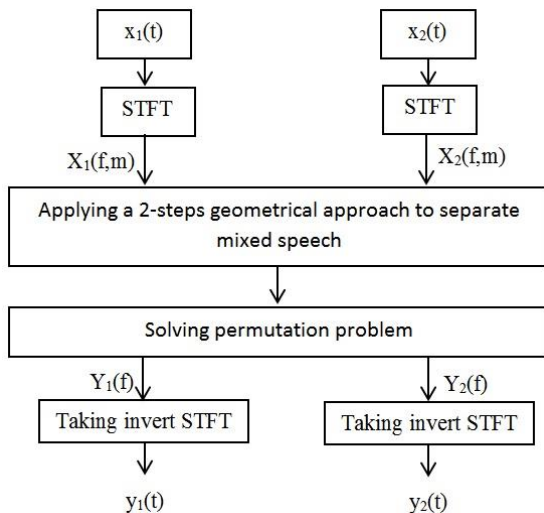 x₁(t) x₂(t)
STFT STFT
X₁(f,m) X₂(f,m)
Applying a 2-steps geometrical approach to separate
mixed speech
Solving permutation problem
Y₁(f) Y₂(f)
Taking invert STFT Taking invert STFT
y₁(t) y₂(t)